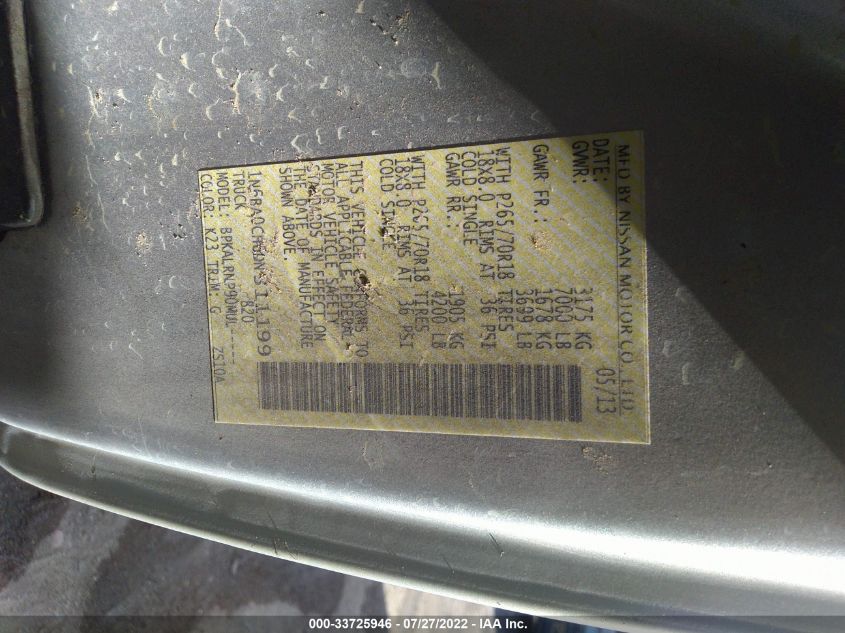 MFD BY NISSAN MOTOR CO., LTD.
DATE: 05/13
GVWR: 3175 KG
7000 LB
GAWR FR.: 1678 KG
3699 LB
WITH P265/70R18 TIRES
18X8.0 RIMS AT 36 PSI
COLD SINGLE
GAWR RR.: 1905 KG
4200 LB
WITH P265/70R18 TIRES
18X8.0 RIMS AT 36 PSI
COLD SINGLE
THIS VEHICLE CONFORMS TO
ALL APPLICABLE FEDERAL
MOTOR VEHICLE SAFETY
STANDARDS IN EFFECT ON
THE DATE OF MANUFACTURE
SHOWN ABOVE.
TRUCK 820
MODEL:
COLOR: K23 TRIM: G ZS10A
000-33725946 - 07/27/2022 - IAA Inc.